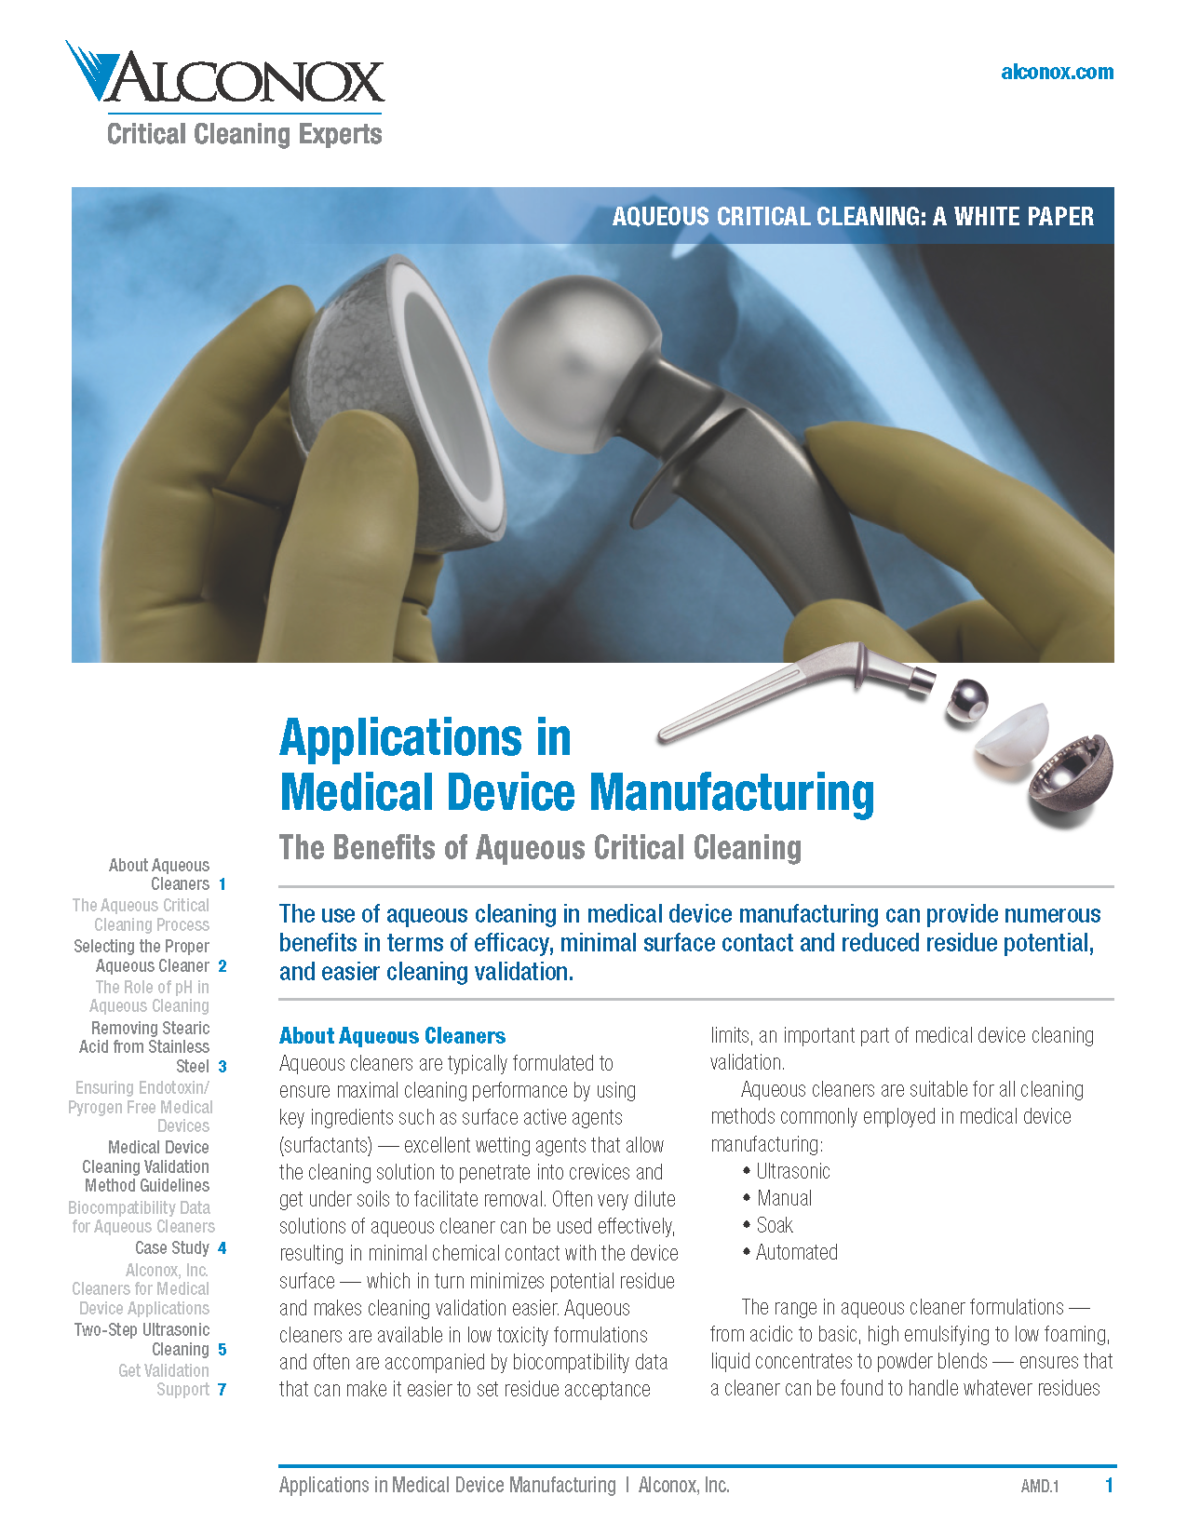 ALCONOX
Critical Cleaning Experts
alconox.com
AQUEOUS CRITICAL CLEANING: A WHITE PAPER
Applications in
Medical Device Manufacturing
The Benefits of Aqueous Critical Cleaning
About Aqueous
Cleaners 1
The Aqueous Critical
Cleaning Process
Selecting the Proper
Aqueous Cleaner 2
The Role of pH in
Aqueous Cleaning
Removing Stearic
Acid from Stainless
Steel 3
Ensuring Endotoxin/
Pyrogen Free Medical
Devices
Medical Device
Cleaning Validation
Method Guidelines
Biocompatibility Data
for Aqueous Cleaners
Case Study 4
Alconox, Inc.
Cleaners for Medical
Device Applications
Two-Step Ultrasonic
Cleaning 5
Get Validation
Support 7
The use of aqueous cleaning in medical device manufacturing can provide numerous
benefits in terms of efficacy, minimal surface contact and reduced residue potential,
and easier cleaning validation.
About Aqueous Cleaners
Aqueous cleaners are typically formulated to
ensure maximal cleaning performance by using
key ingredients such as surface active agents
(surfactants) — excellent wetting agents that allow
the cleaning solution to penetrate into crevices and
get under soils to facilitate removal. Often very dilute
solutions of aqueous cleaner can be used effectively,
resulting in minimal chemical contact with the device
surface — which in turn minimizes potential residue
and makes cleaning validation easier. Aqueous
cleaners are available in low toxicity formulations
and often are accompanied by biocompatibility data
that can make it easier to set residue acceptance
limits, an important part of medical device cleaning
validation.
Aqueous cleaners are suitable for all cleaning
methods commonly employed in medical device
manufacturing:
• Ultrasonic
• Manual
• Soak
• Automated
The range in aqueous cleaner formulations —
from acidic to basic, high emulsifying to low foaming,
liquid concentrates to powder blends — ensures that
a cleaner can be found to handle whatever residues
Applications in Medical Device Manufacturing | Alconox, Inc.
AMD.1 1